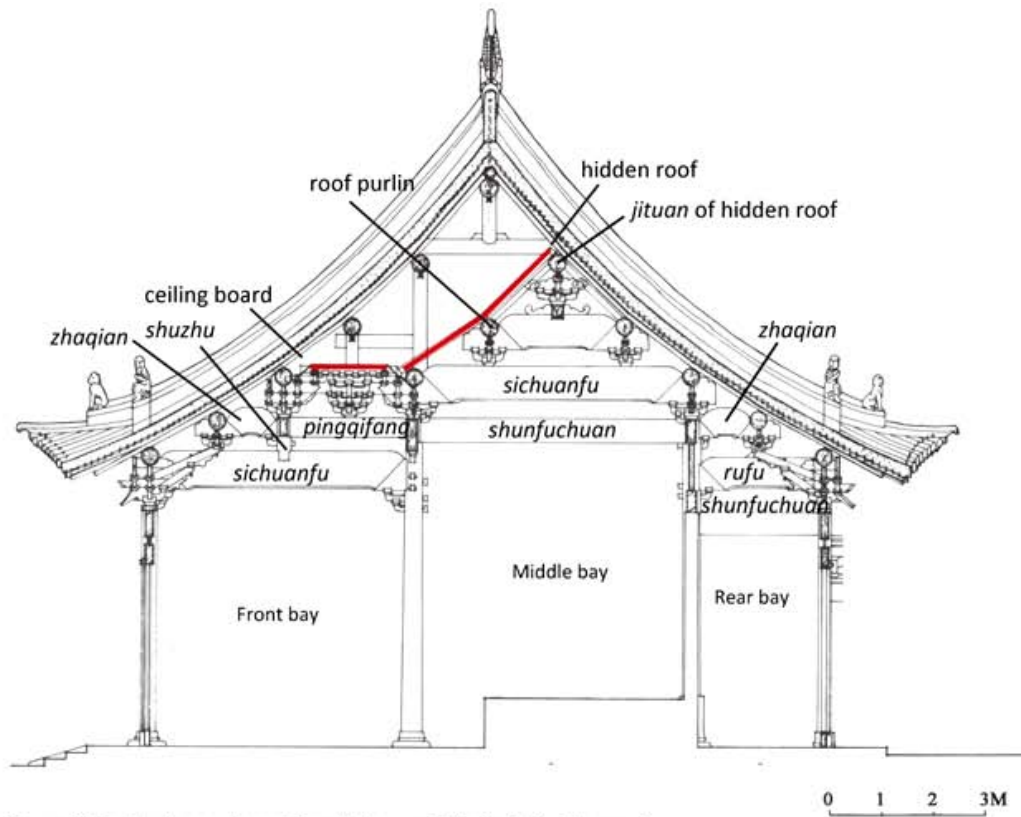 hidden roof
roof purlin
jituan of hidden roof
ceiling board
shuzhu
zhaqian
zhaqian
sichuanfu
pingqifang
shunfuchuan
sichuanfu
rufu
shunfuchuan
Middle bay
Rear bay
Front bay
0 1 2 3M